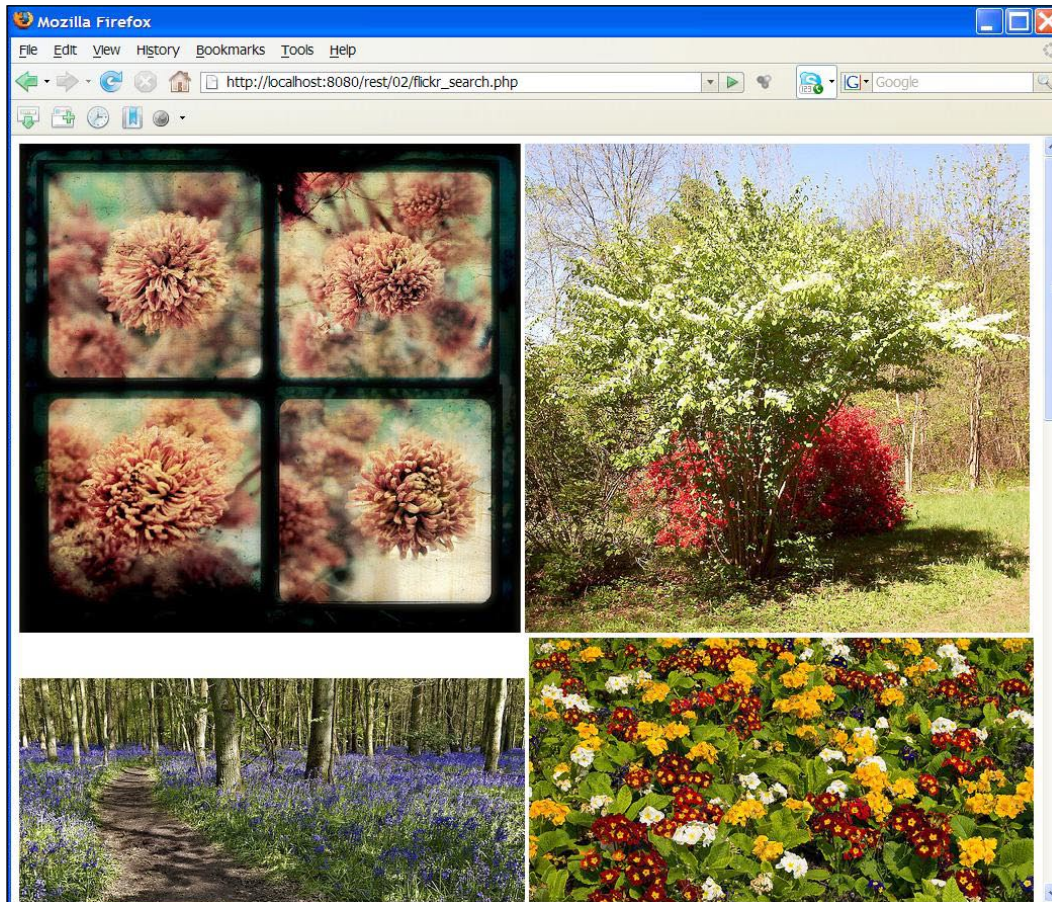 Mozilla Firefox
File Edit View History Bookmarks Tools Help
http://localhost:8080/rest/02/flickr_search.php
G Google